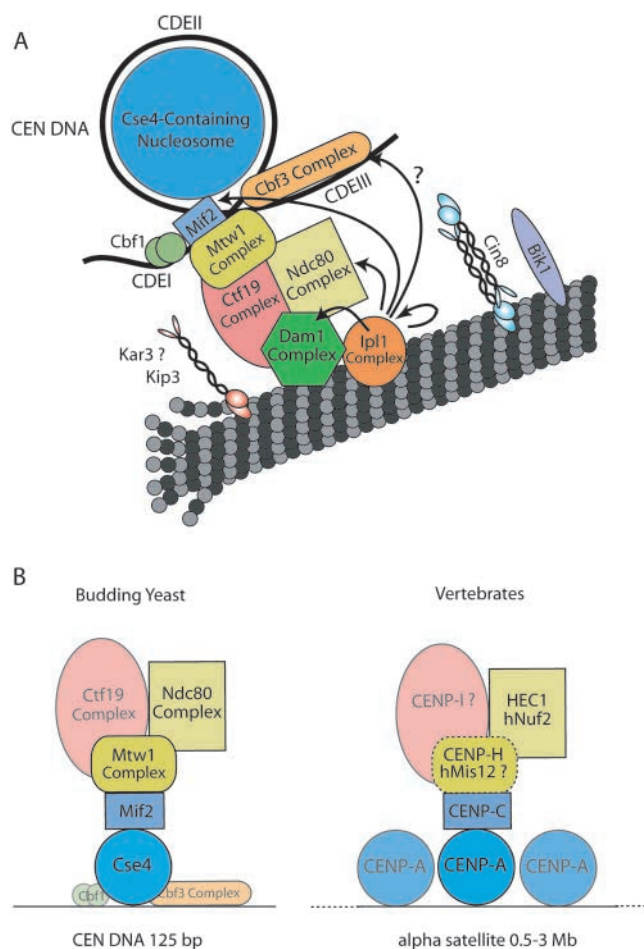 A
CDEII
CEN DNA
Cse4-Containing
Nucleosome
Cbf3 Complex
CDEIII
?
Mif2
Cbf1
CDEI
Mtw1
Complex
Ctf19
Complex
Ndc80
Complex
Cin8
Bik1
Dam1
Complex
Ipl1
Complex
Kar3 ?
Kip3
B
Budding Yeast
Vertebrates
Ctf19
Complex
Ndc80
Complex
Mtw1
Complex
Mif2
Cse4
Cbf1
Cbf3 Complex
CEN DNA 125 bp
CENP-I ?
HEC1
hNuf2
CENP-H
hMis12 ?
CENP-C
CENP-A
CENP-A
CENP-A
alpha satellite 0.5-3 Mb